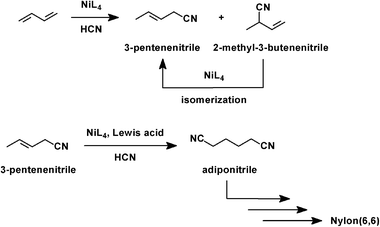 NiL4
HCN
CN
+
CN
3-pentenenitrile
2-methyl-3-butenenitrile
NiL4
isomerization
CN
NiL4, Lewis acid
HCN
NC
CN
3-pentenenitrile
adiponitrile
Nylon(6,6)